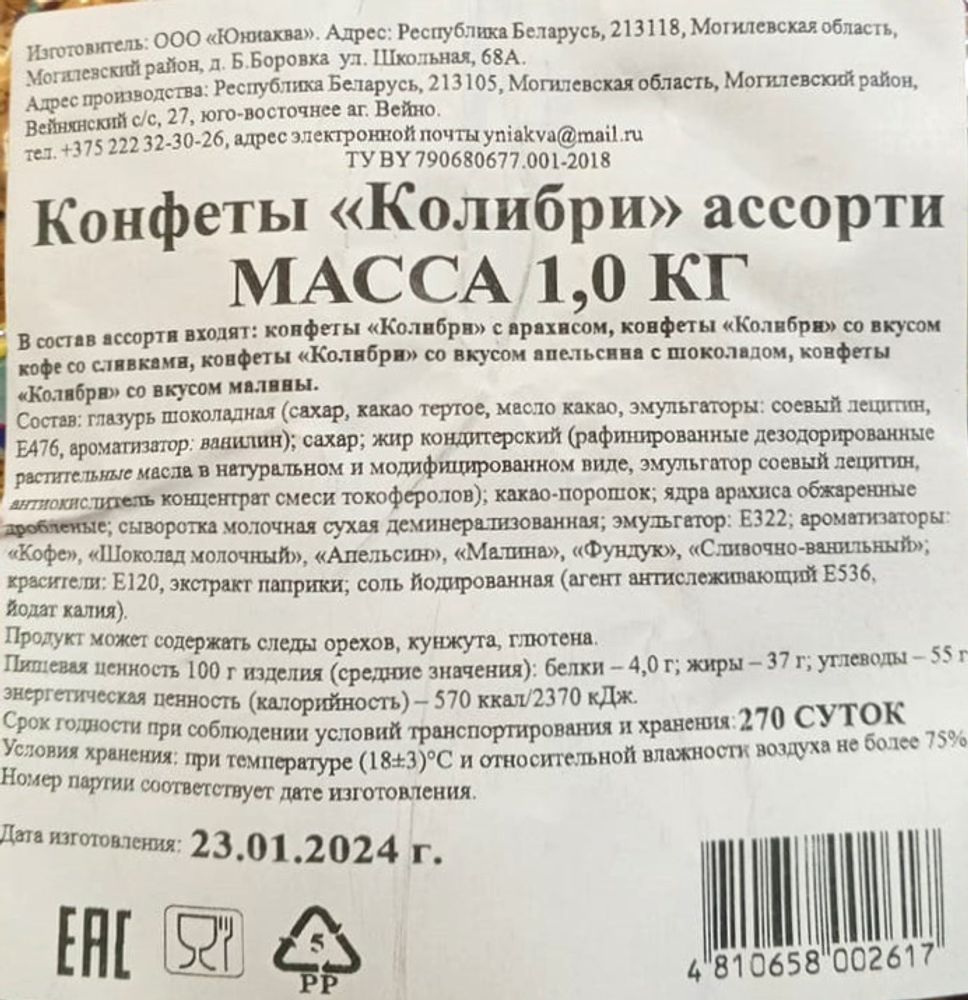 Изготовитель: ООО «Юниаква». Адрес: Республика Беларусь, 213118, Могилевская область,
Могилевский район, д. Б.Боровка ул. Школьная, 68А.
Адрес производства: Республика Беларусь, 213105, Могилевская область, Могилевский район,
Вейнянский с/с, 27, юго-восточнее аг. Вейно.
тел. +375 222 32-30-26, адрес электронной почты yniakva@mail.ru
ТУ BY 790680677.001-2018
Конфеты «Колибри» ассорти
МАССА 1,0 КГ
В состав ассорти входят: конфеты «Колибри» с арахисом, конфеты «Колибри» со вкусом
кофе со сливками, конфеты «Колибри» со вкусом апельсина с шоколадом, конфеты
«Колибри» со вкусом малины.
Состав: глазурь шоколадная (сахар, какао тертое, масло какао, эмульгаторы: соевый лецитин,
Е476, ароматизатор: ванилин); сахар; жир кондитерский (рафинированные дезодорированные
растительные масла в натуральном и модифицированном виде, эмульгатор соевый лецитин,
антиокислитель концентрат смеси токоферолов); какао-порошок; ядра арахиса обжаренные
дробленые; сыворотка молочная сухая деминерализованная; эмульгатор: Е322; ароматизаторы:
«Кофе», «Шоколад молочный», «Апельсин», «Малина», «Фундук», «Сливочно-ванильный»;
красители: Е120, экстракт паприки; соль йодированная (агент антислеживающий Е536,
йодат калия).
Продукт может содержать следы орехов, кунжута, глютена.
Пищевая ценность 100 г изделия (средние значения): белки – 4,0 г; жиры – 37 г; углеводы – 55 г
энергетическая ценность (калорийность) – 570 ккал/2370 кДж.
Срок годности при соблюдении условий транспортирования и хранения: 270 СУТОК
Условия хранения: при температуре (18±3)°С и относительной влажности воздуха не более 75%
Номер партии соответствует дате изготовления.
Дата изготовления: 23.01.2024 г.
EAC
5
PP
4 810658 002617